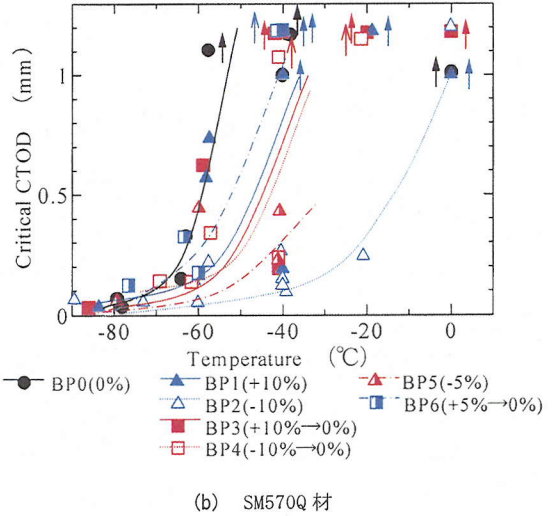 Critical CTOD (mm)
1
0.5
0
-80 -60 -40 -20 0
Temperature (℃)
BP0(0%)
BP1(+10%)
BP2(-10%)
BP3(+10%→0%)
BP4(-10%→0%)
BP5(-5%)
BP6(+5%→0%)
(b) SM570Q 材